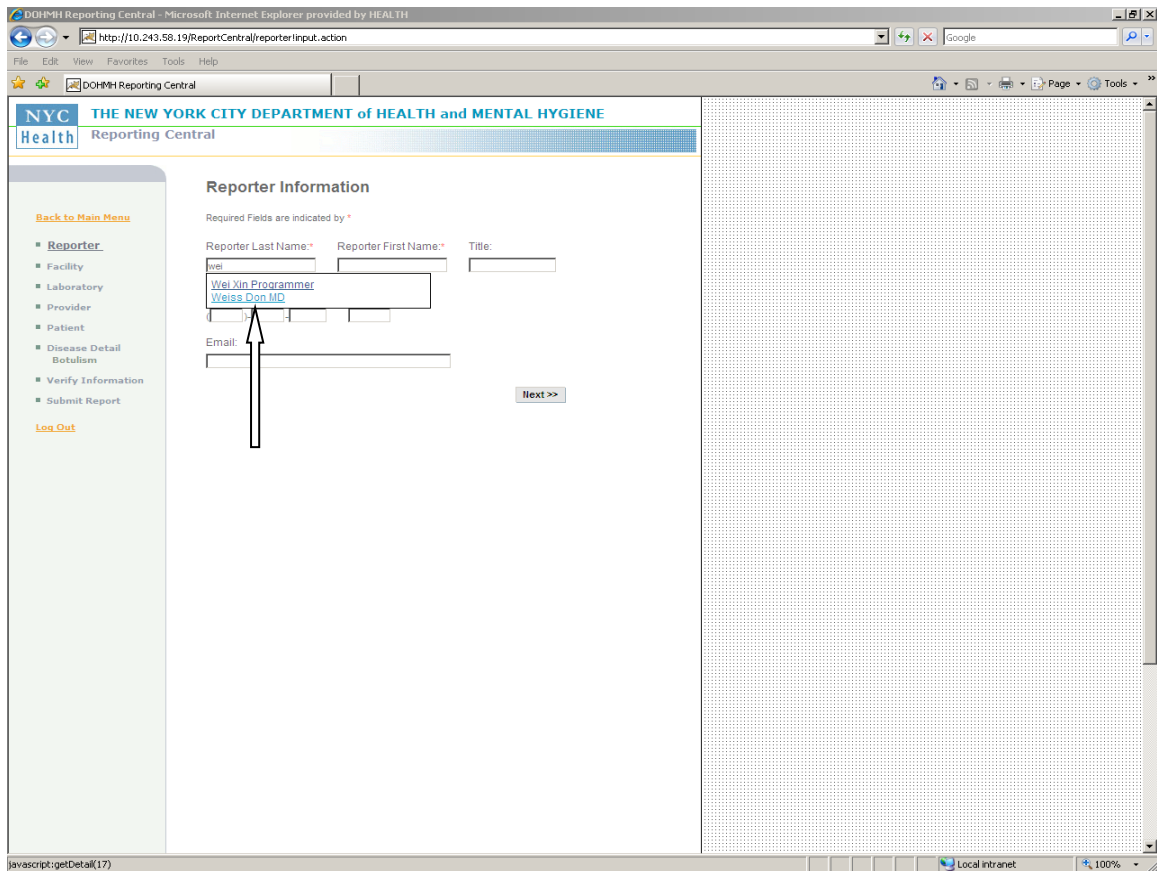 DOHMH Reporting Central - Microsoft Internet Explorer provided by HEALTH
http://10.243.58.19/ReportCentral/reporter!input.action
Google
File Edit View Favorites Tools Help
DOHMH Reporting Central
Page Tools »
NYC Health
THE NEW YORK CITY DEPARTMENT of HEALTH and MENTAL HYGIENE
Reporting Central
Reporter Information
Back to Main Menu
Required Fields are indicated by *
Reporter
Facility
Laboratory
Provider
Patient
Disease Detail
Botulism
Verify Information
Submit Report
Log Out
Reporter Last Name:* Reporter First Name:* Title:
wei
Wei Xin Programmer
Weiss Don MD
( )- -
Email:
Next >>
javascript:getDetail(17)
Local intranet
100%